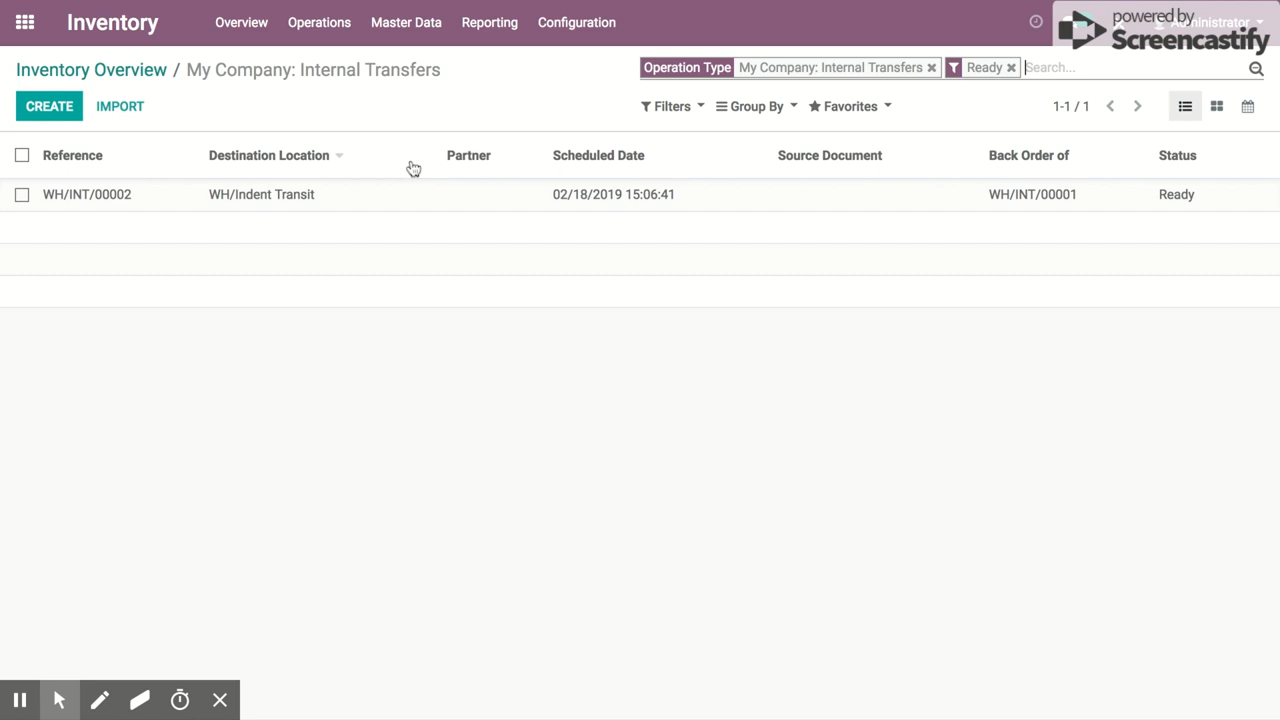 Inventory Overview Operations Master Data Reporting Configuration Administrator
powered by
Screencastify
Inventory Overview / My Company: Internal Transfers
Operation Type My Company: Internal Transfers Ready Search...
CREATE IMPORT Filters Group By Favorites 1-1 / 1
Reference Destination Location Partner Scheduled Date Source Document Back Order of Status
WH/INT/00002 WH/Indent Transit 02/18/2019 15:06:41 WH/INT/00001 Ready